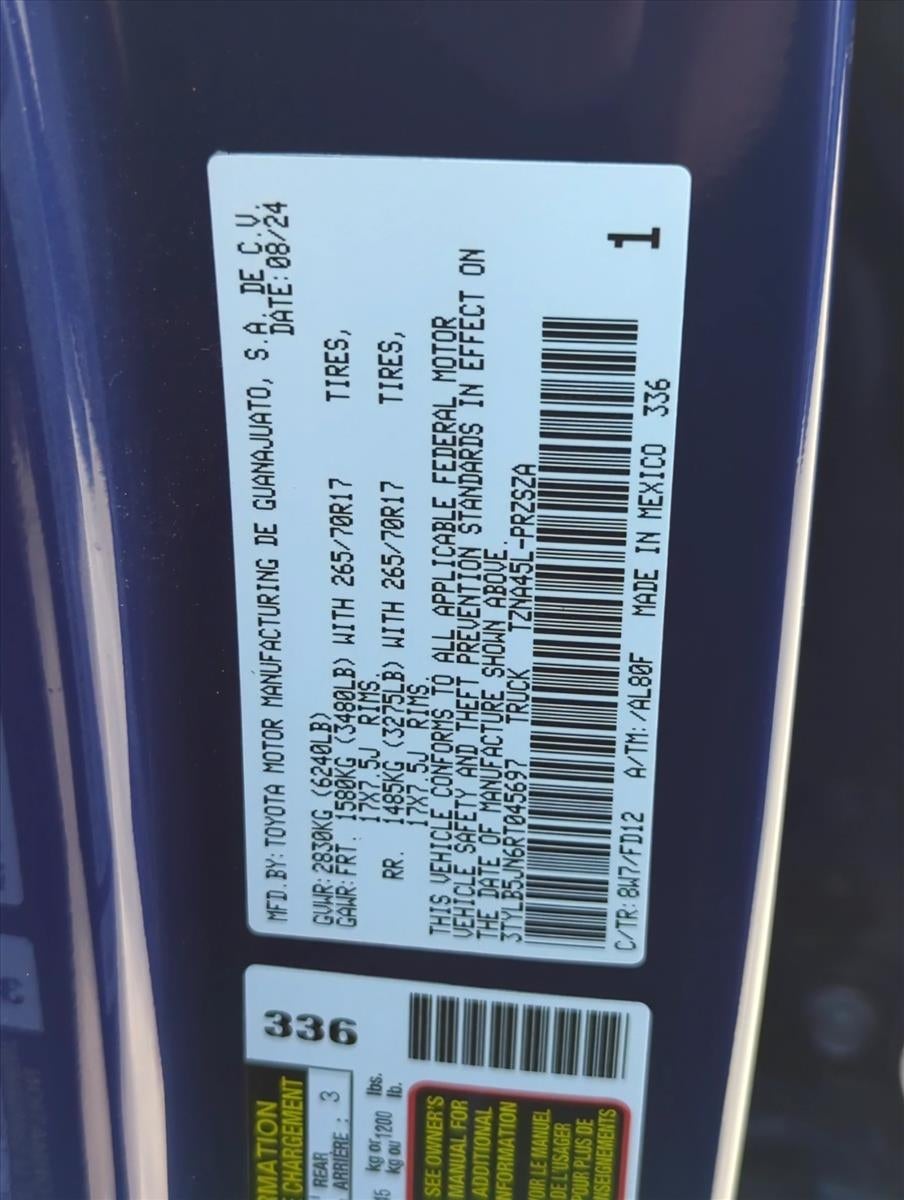 MFD.BY:TOYOTA MOTOR MANUFACTURING DE GUANAJUATO, S.A. DE C.V.
DATE:08/24
GVWR:2830KG (6240LB)
GAWR:FRT. 1580KG (3480LB) WITH 265/70R17 TIRES,
17X7.5J RIMS.
RR. 1485KG (3275LB) WITH 265/70R17 TIRES,
17X7.5J RIMS.
THIS VEHICLE CONFORMS TO ALL APPLICABLE FEDERAL MOTOR
VEHICLE SAFETY AND THEFT PREVENTION STANDARDS IN EFFECT ON
THE DATE OF MANUFACTURE SHOWN ABOVE.
3TYLB5JN6RT045697 TRUCK TZNA45L-PRZSZA
1
C/TR:8W7/FD12 A/TM:/AL80F MADE IN MEXICO 336
336
REAR 3
ARRIÈRE :
kg or lbs.
kg ou 1200 lb.
SEE OWNER'S
MANUAL FOR
ADDITIONAL
DE CHARGEMENT